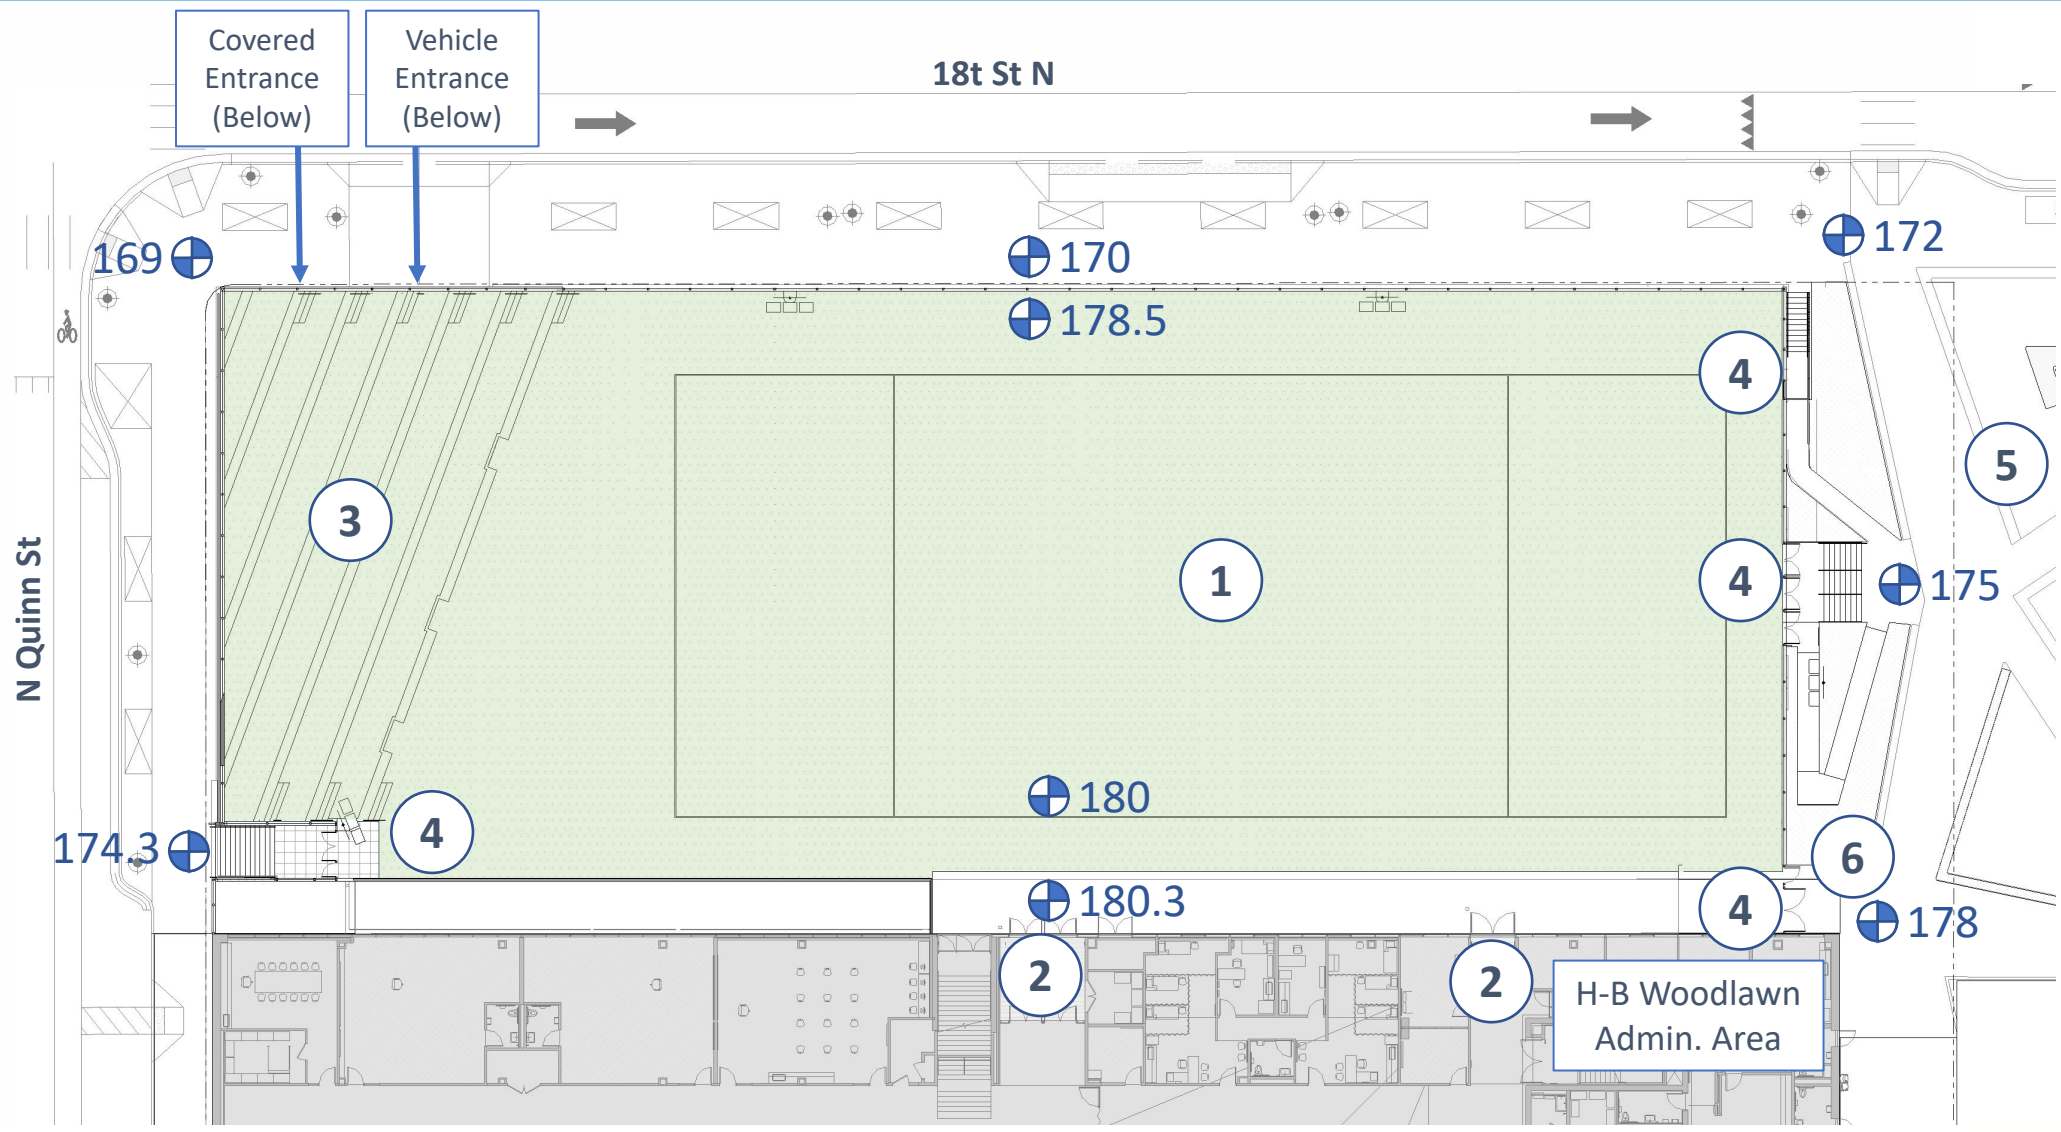 Covered
Entrance
(Below)
Vehicle
Entrance
(Below)
18t St N
169
170
172
178.5
4
5
3
N Quinn St
1
4
175
180
174.3
4
6
180.3
4
178
2
2
H-B Woodlawn
Admin. Area